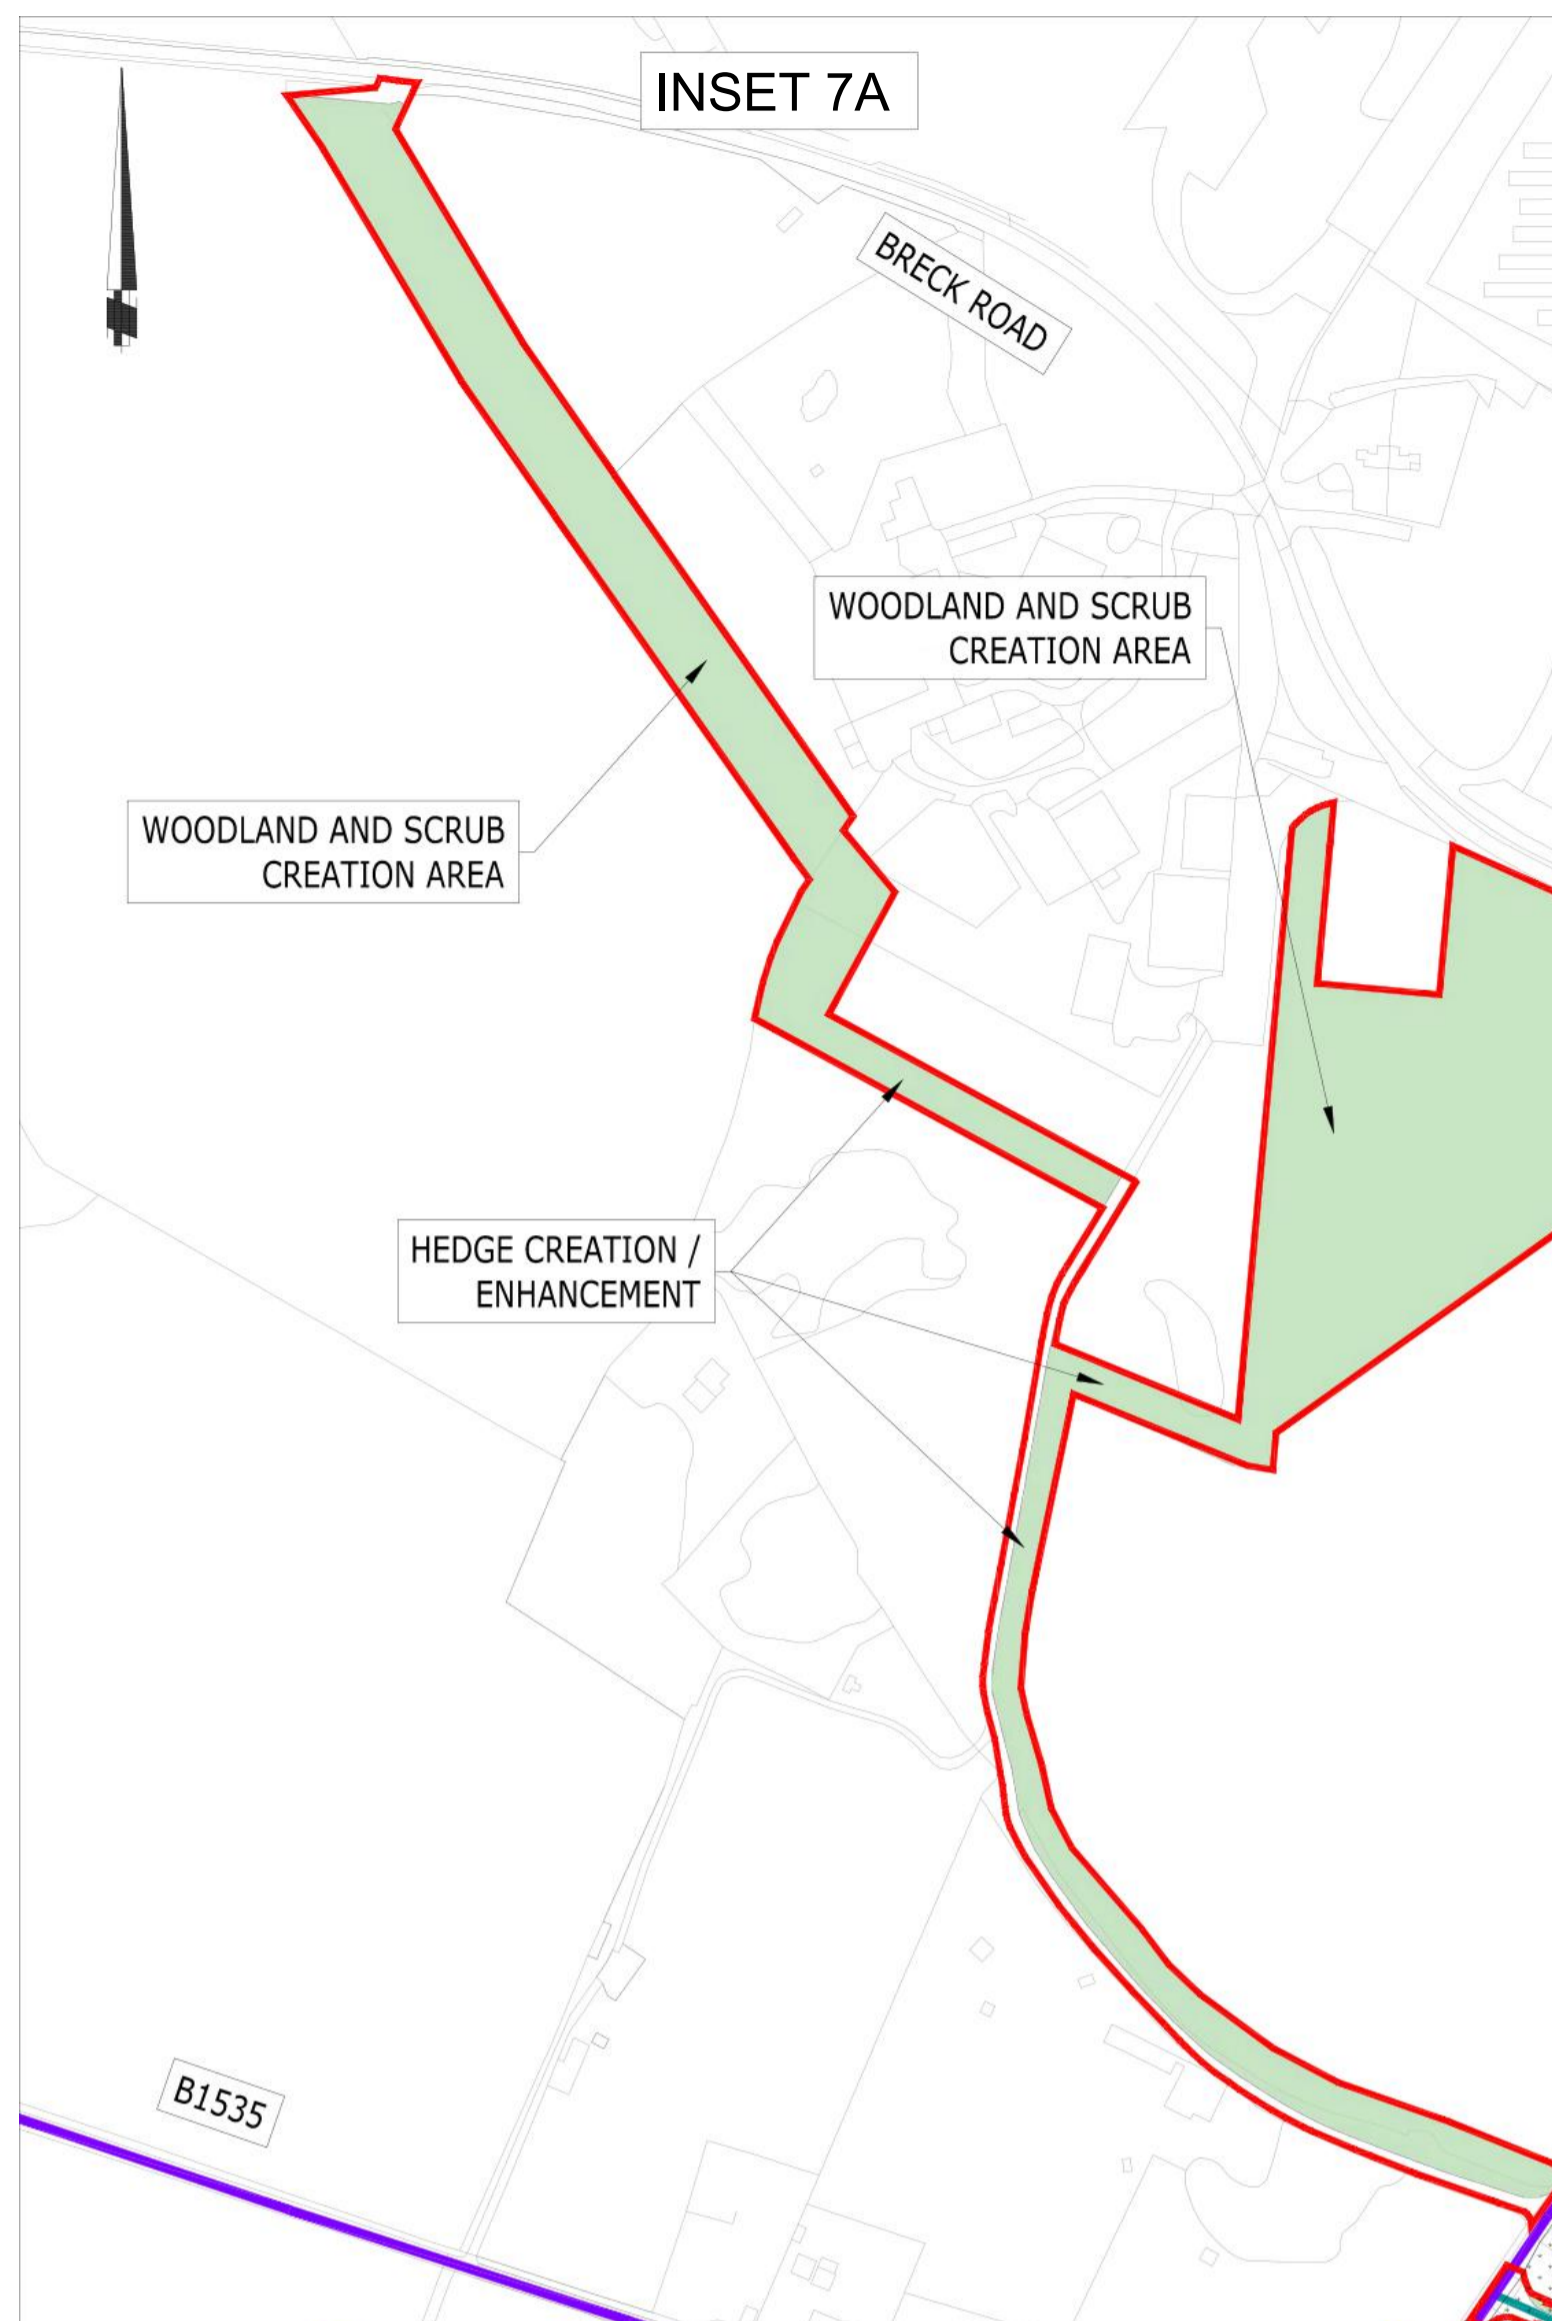 INSET 7A
BRECK ROAD
WOODLAND AND SCRUB
CREATION AREA
WOODLAND AND SCRUB
CREATION AREA
HEDGE CREATION /
ENHANCEMENT
B1535